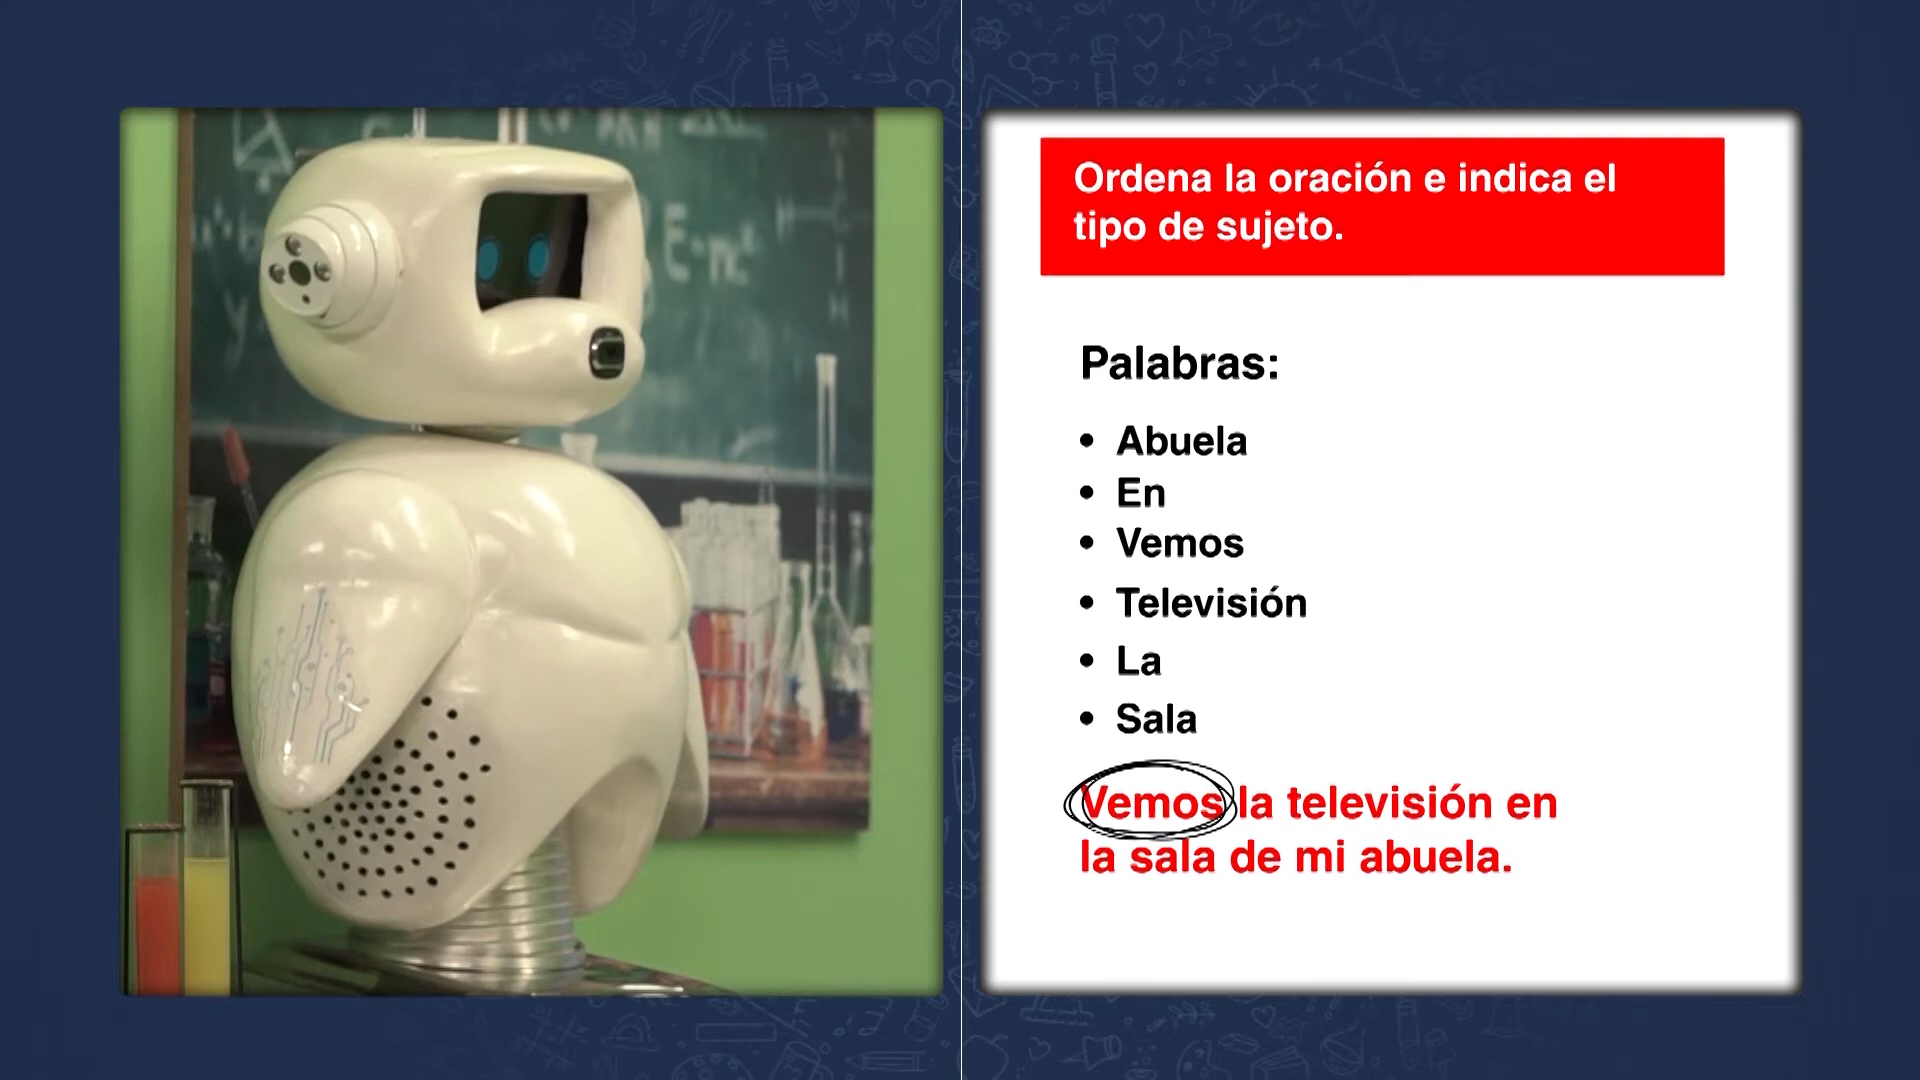 Ordena la oración e indica el
tipo de sujeto.
Palabras:
• Abuela
• En
• Vemos
• Televisión
• La
• Sala
Vemos la televisión en
la sala de mi abuela.